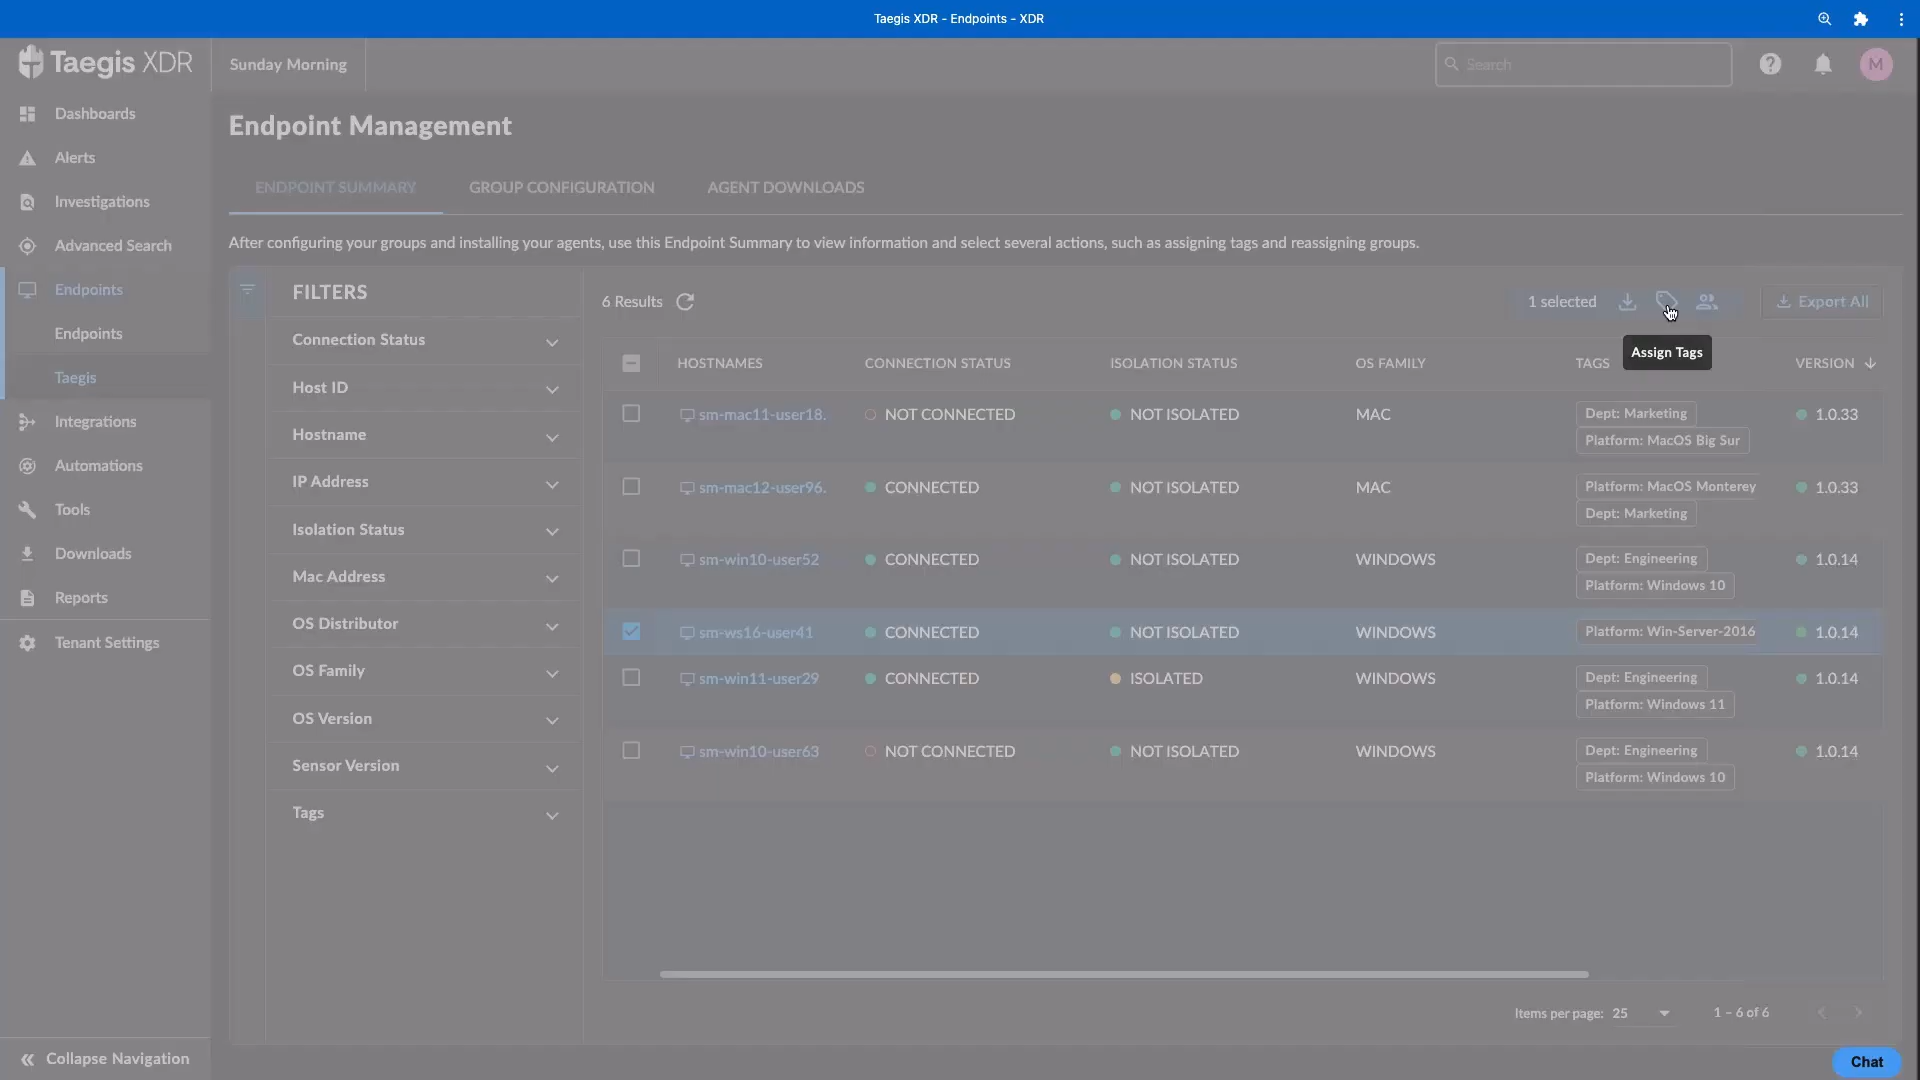 Taegis XDR - Endpoints - XDR
Taegis XDR
Sunday Morning
Search
M
Dashboards
Alerts
Investigations
Advanced Search
Endpoints
Endpoints
Taegis
Integrations
Automations
Tools
Downloads
Reports
Tenant Settings
Collapse Navigation
Endpoint Management
ENDPOINT SUMMARY GROUP CONFIGURATION AGENT DOWNLOADS
After configuring your groups and installing your agents, use this Endpoint Summary to view information and select several actions, such as assigning tags and reassigning groups.
FILTERS
Connection Status
Host ID
Hostname
IP Address
Isolation Status
Mac Address
OS Distributor
OS Family
OS Version
Sensor Version
Tags
6 Results 1 selected Export All
Assign Tags
HOSTNAMES CONNECTION STATUS ISOLATION STATUS OS FAMILY TAGS VERSION
sm-mac11-user18. NOT CONNECTED NOT ISOLATED MAC Dept: Marketing 1.0.33
Platform: MacOS Big Sur
sm-mac12-user96. CONNECTED NOT ISOLATED MAC Platform: MacOS Monterey 1.0.33
Dept: Marketing
sm-win10-user52 CONNECTED NOT ISOLATED WINDOWS Dept: Engineering 1.0.14
Platform: Windows 10
sm-ws16-user41 CONNECTED NOT ISOLATED WINDOWS Platform: Win-Server-2016 1.0.14
sm-win11-user29 CONNECTED ISOLATED WINDOWS Dept: Engineering 1.0.14
Platform: Windows 11
sm-win10-user63 NOT CONNECTED NOT ISOLATED WINDOWS Dept: Engineering 1.0.14
Platform: Windows 10
Items per page: 25 1 – 6 of 6
Chat